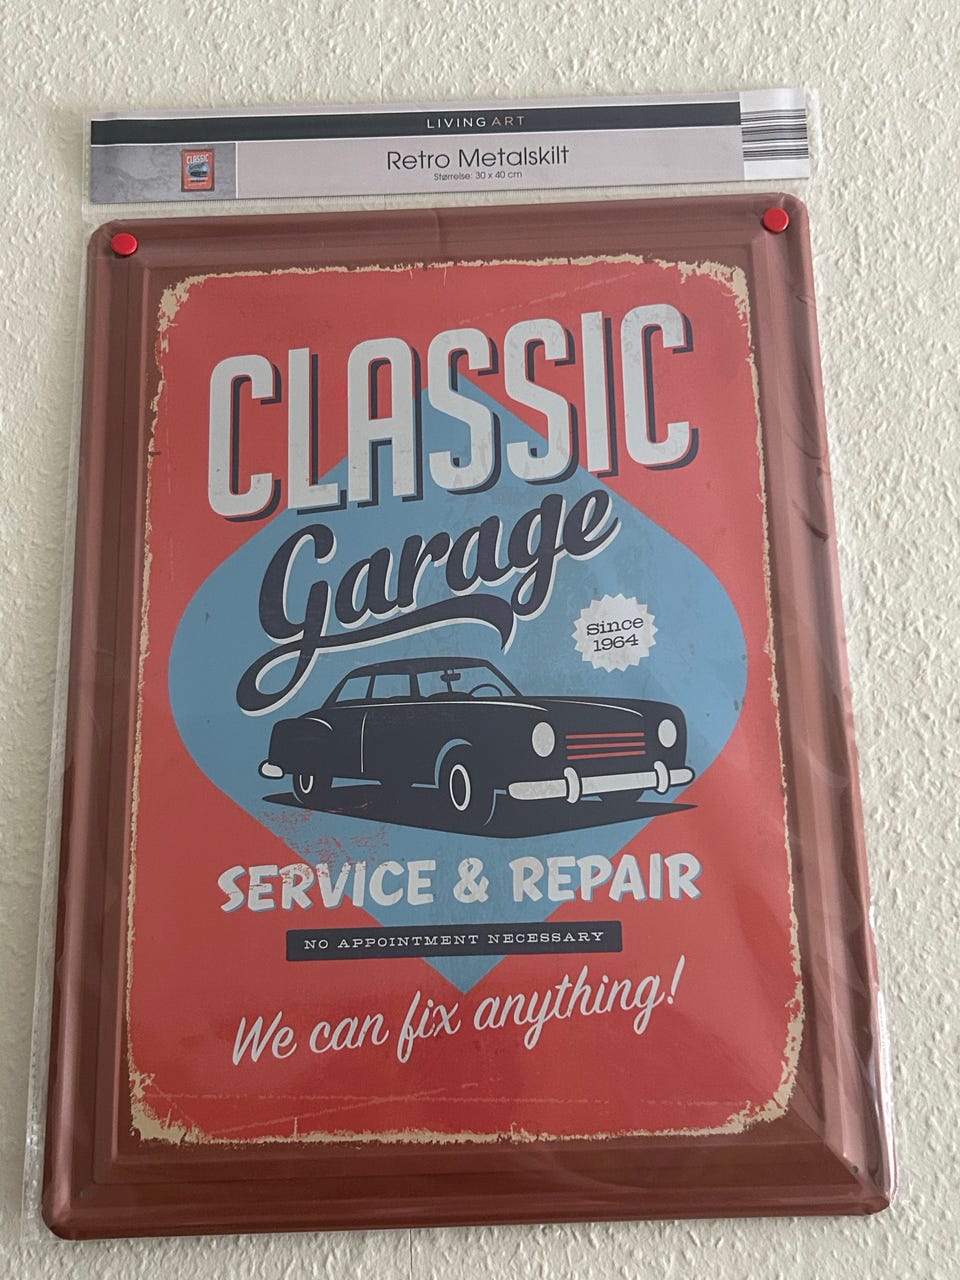 LIVING ART
Retro Metalskilt
Størrelse: 30 x 40 cm
CLASSIC
Garage
Since
1964
SERVICE & REPAIR
NO APPOINTMENT NECESSARY
We can fix anything!